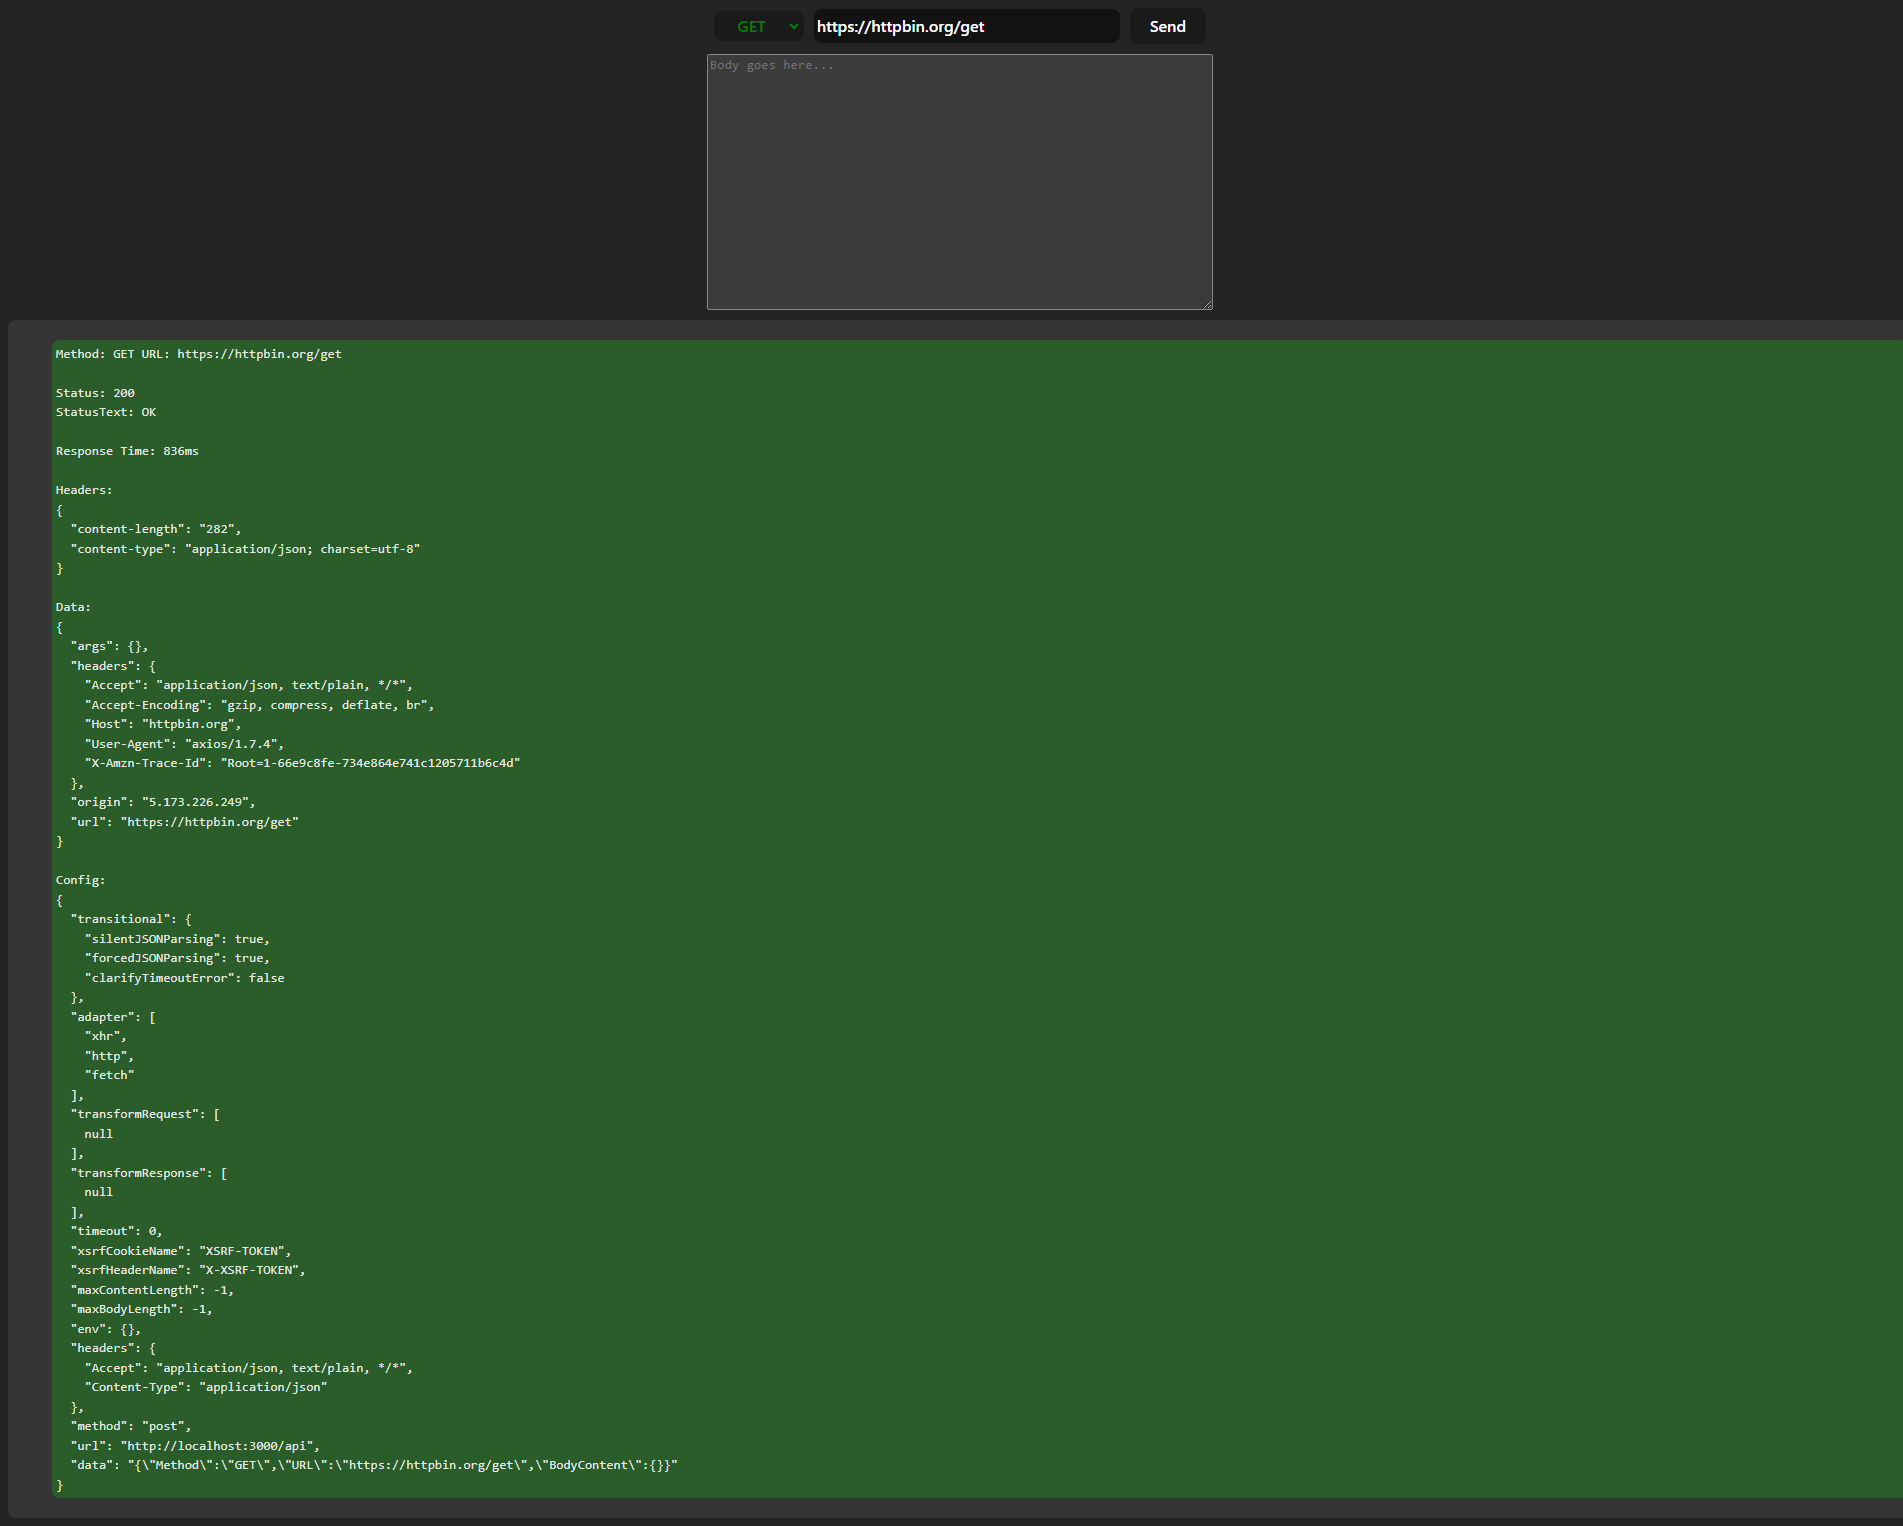 GET https://httpbin.org/get Send
Body goes here...
Method: GET URL: https://httpbin.org/get
Status: 200
StatusText: OK
Response Time: 836ms
Headers:
{
  "content-length": "282",
  "content-type": "application/json; charset=utf-8"
}
Data:
{
  "args": {},
  "headers": {
    "Accept": "application/json, text/plain, */*",
    "Accept-Encoding": "gzip, compress, deflate, br",
    "Host": "httpbin.org",
    "User-Agent": "axios/1.7.4",
    "X-Amzn-Trace-Id": "Root=1-66e9c8fe-734e864e741c1205711b6c4d"
  },
  "origin": "5.173.226.249",
  "url": "https://httpbin.org/get"
}
Config:
{
  "transitional": {
    "silentJSONParsing": true,
    "forcedJSONParsing": true,
    "clarifyTimeoutError": false
  },
  "adapter": [
    "xhr",
    "http",
    "fetch"
  ],
  "transformRequest": [
    null
  ],
  "transformResponse": [
    null
  ],
  "timeout": 0,
  "xsrfCookieName": "XSRF-TOKEN",
  "xsrfHeaderName": "X-XSRF-TOKEN",
  "maxContentLength": -1,
  "maxBodyLength": -1,
  "env": {},
  "headers": {
    "Accept": "application/json, text/plain, */*",
    "Content-Type": "application/json"
  },
  "method": "post",
  "url": "http://localhost:3000/api",
  "data": "{\"Method\":\"GET\",\"URL\":\"https://httpbin.org/get\",\"BodyContent\":{}}"
}